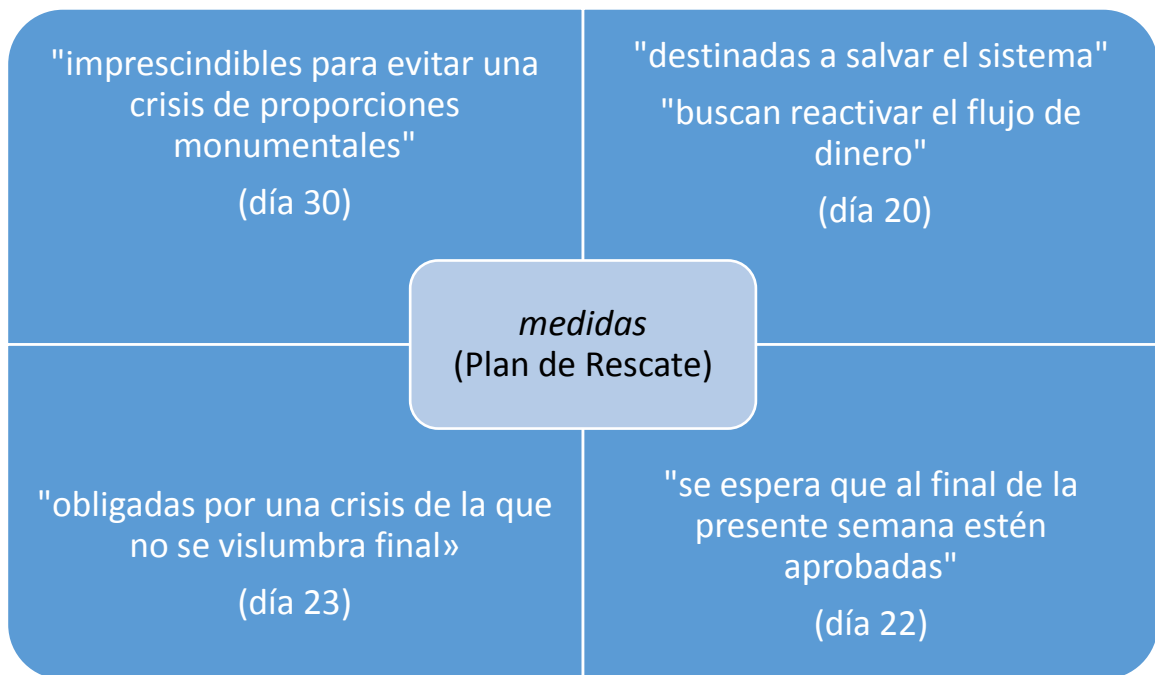 "imprescindibles para evitar una
crisis de proporciones
monumentales"
(día 30)
"destinadas a salvar el sistema"
"buscan reactivar el flujo de
dinero"
(día 20)
medidas
(Plan de Rescate)
"obligadas por una crisis de la que
no se vislumbra final»
(día 23)
"se espera que al final de la
presente semana estén
aprobadas"
(día 22)